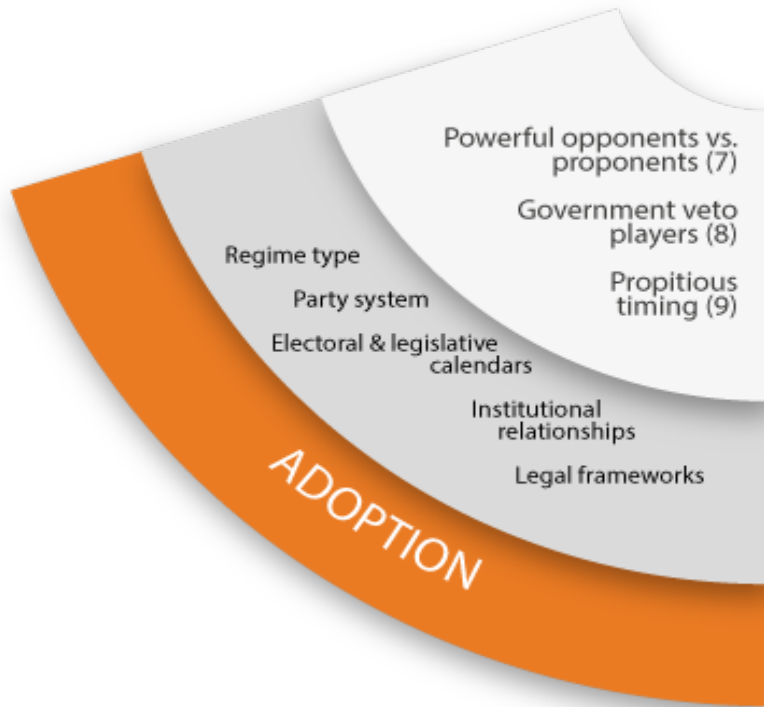 Powerful opponents vs.
proponents (7)
Government veto
players (8)
Propitious
timing (9)
Regime type
Party system
Electoral & legislative
calendars
Institutional
relationships
Legal frameworks
ADOPTION